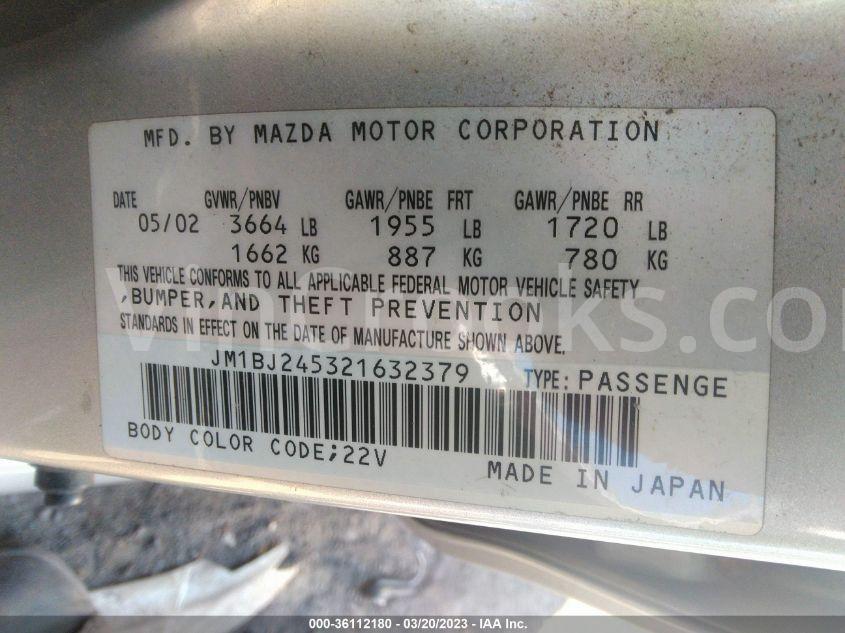 MFD. BY MAZDA MOTOR CORPORATION
DATE GVWR/PNBV GAWR/PNBE FRT GAWR/PNBE RR
05/02 3664 LB 1955 LB 1720 LB
1662 KG 887 KG 780 KG
THIS VEHICLE CONFORMS TO ALL APPLICABLE FEDERAL MOTOR VEHICLE SAFETY
,BUMPER,AND THEFT PREVENTION
STANDARDS IN EFFECT ON THE DATE OF MANUFACTURE SHOWN ABOVE.
JM1BJ245321632379 TYPE: PASSENGE
BODY COLOR CODE;22V
MADE IN JAPAN
000-36112180 - 03/20/2023 - IAA Inc.